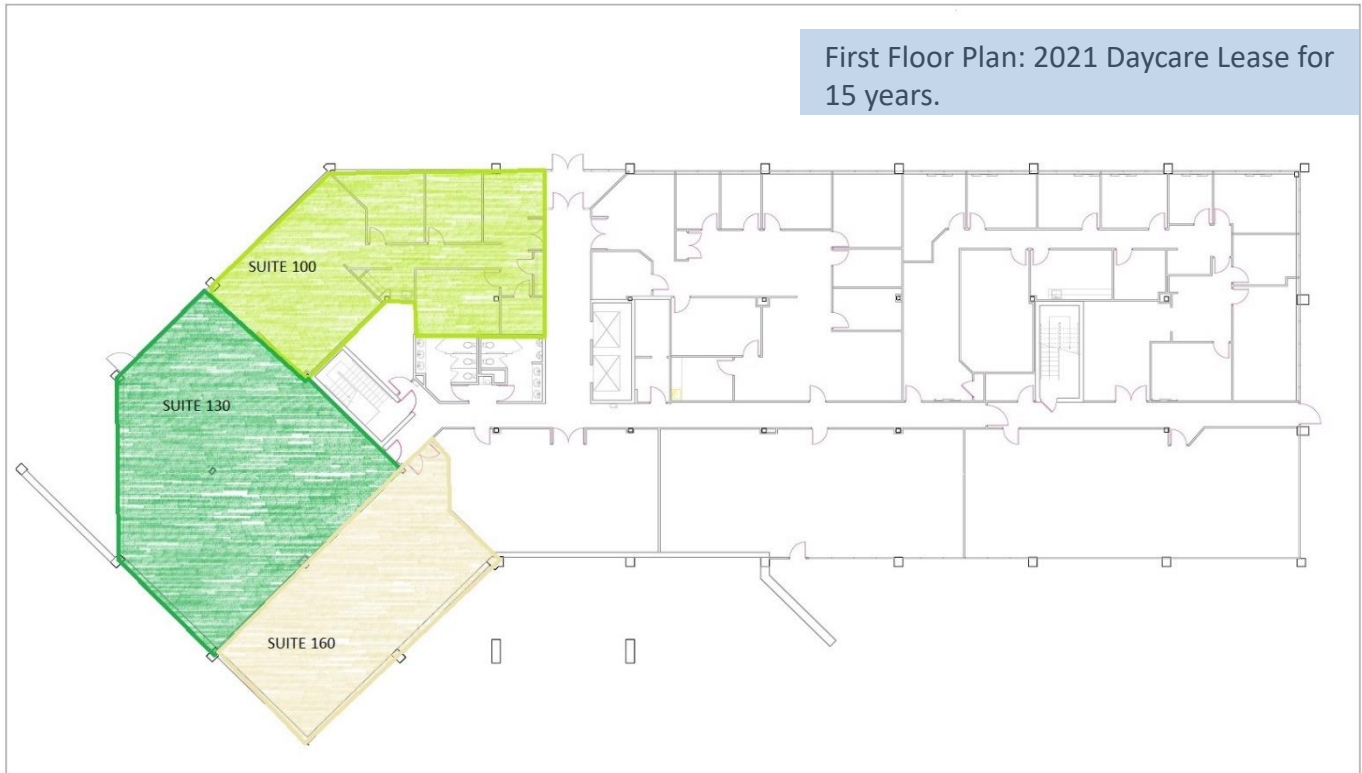 First Floor Plan: 2021 Daycare Lease for
15 years.
SUITE 100
SUITE 130
SUITE 160